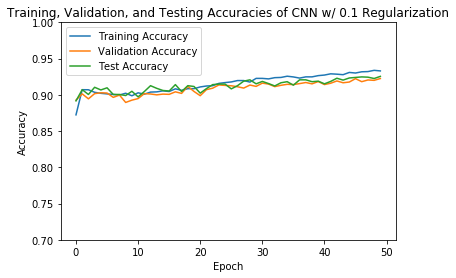 Training, Validation, and Testing Accuracies of CNN w/ 0.1 Regularization
1.00
0.95
0.90
0.85
0.80
0.75
0.70
Accuracy
Training Accuracy
Validation Accuracy
Test Accuracy
0 10 20 30 40 50
Epoch